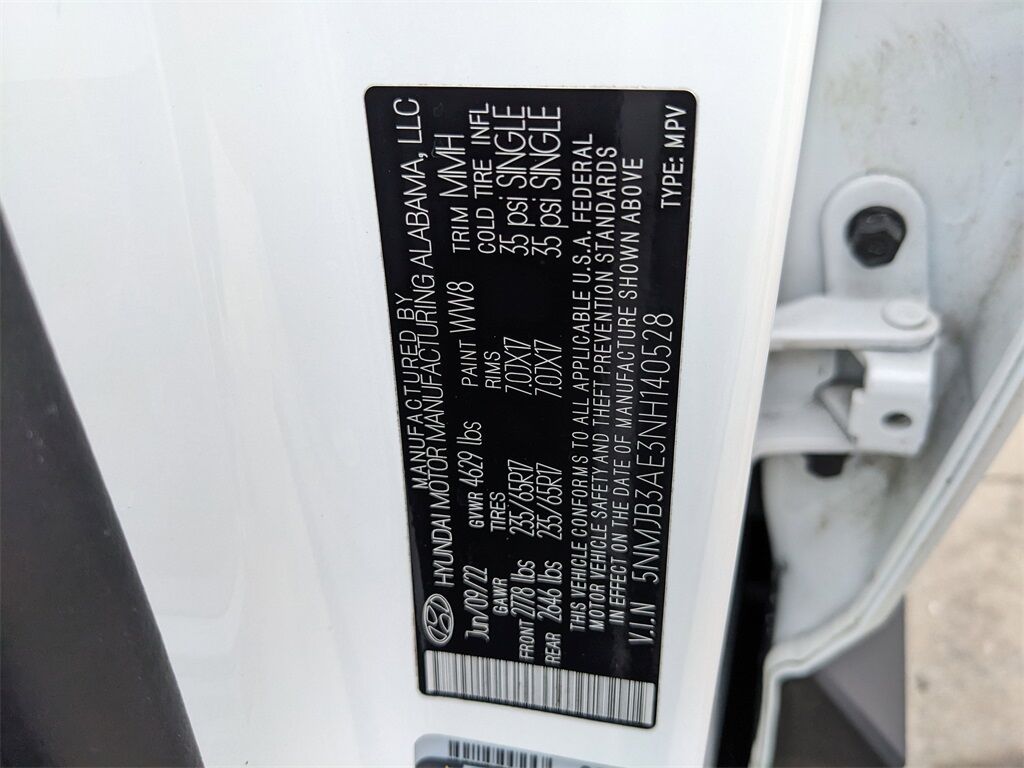 MANUFACTURED BY
HYUNDAI MOTOR MANUFACTURING ALABAMA, LLC
Jun/09/22 GVWR 4629 lbs PAINT WW8 TRIM MMH
GAWR TIRES RIMS COLD TIRE INFL
FRONT 2778 lbs 235/65R17 7.0JX17 35 psi SINGLE
REAR 2646 lbs 235/65R17 7.0JX17 35 psi SINGLE
THIS VEHICLE CONFORMS TO ALL APPLICABLE U.S.A. FEDERAL
MOTOR VEHICLE SAFETY AND THEFT PREVENTION STANDARDS
IN EFFECT ON THE DATE OF MANUFACTURE SHOWN ABOVE
V.I.N 5NMJB3AE3NH140528 TYPE: MPV